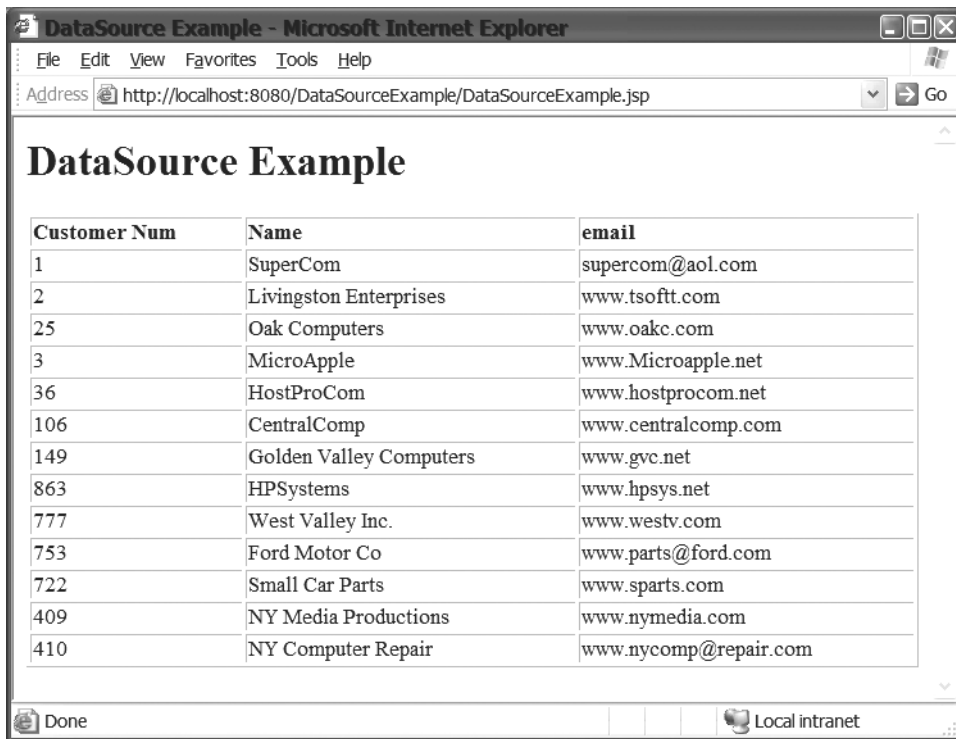 DataSource Example - Microsoft Internet Explorer
File Edit View Favorites Tools Help
Address http://localhost:8080/DataSourceExample/DataSourceExample.jsp Go
DataSource Example
Customer Num Name email
1 SuperCom supercom@aol.com
2 Livingston Enterprises www.tsoftt.com
25 Oak Computers www.oakc.com
3 MicroApple www.Microapple.net
36 HostProCom www.hostprocom.net
106 CentralComp www.centralcomp.com
149 Golden Valley Computers www.gvc.net
863 HPSystems www.hpsys.net
777 West Valley Inc. www.westv.com
753 Ford Motor Co www.parts@ford.com
722 Small Car Parts www.sparts.com
409 NY Media Productions www.nymedia.com
410 NY Computer Repair www.nycomp@repair.com
Done Local intranet